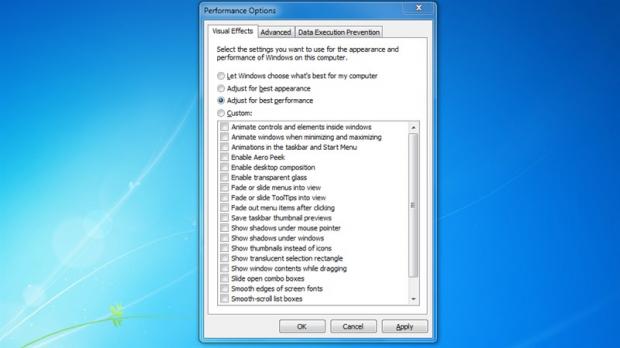 Performance Options
Visual Effects
Advanced
Data Execution Prevention
Select the settings you want to use for the appearance and
performance of Windows on this computer.
Let Windows choose what's best for my computer
Adjust for best appearance
Adjust for best performance
Custom:
Animate controls and elements inside windows
Animate windows when minimizing and maximizing
Animations in the taskbar and Start Menu
Enable Aero Peek
Enable desktop composition
Enable transparent glass
Fade or slide menus into view
Fade or slide ToolTips into view
Fade out menu items after clicking
Save taskbar thumbnail previews
Show shadows under mouse pointer
Show shadows under windows
Show thumbnails instead of icons
Show translucent selection rectangle
Show window contents while dragging
Slide open combo boxes
Smooth edges of screen fonts
Smooth-scroll list boxes
OK
Cancel
Apply